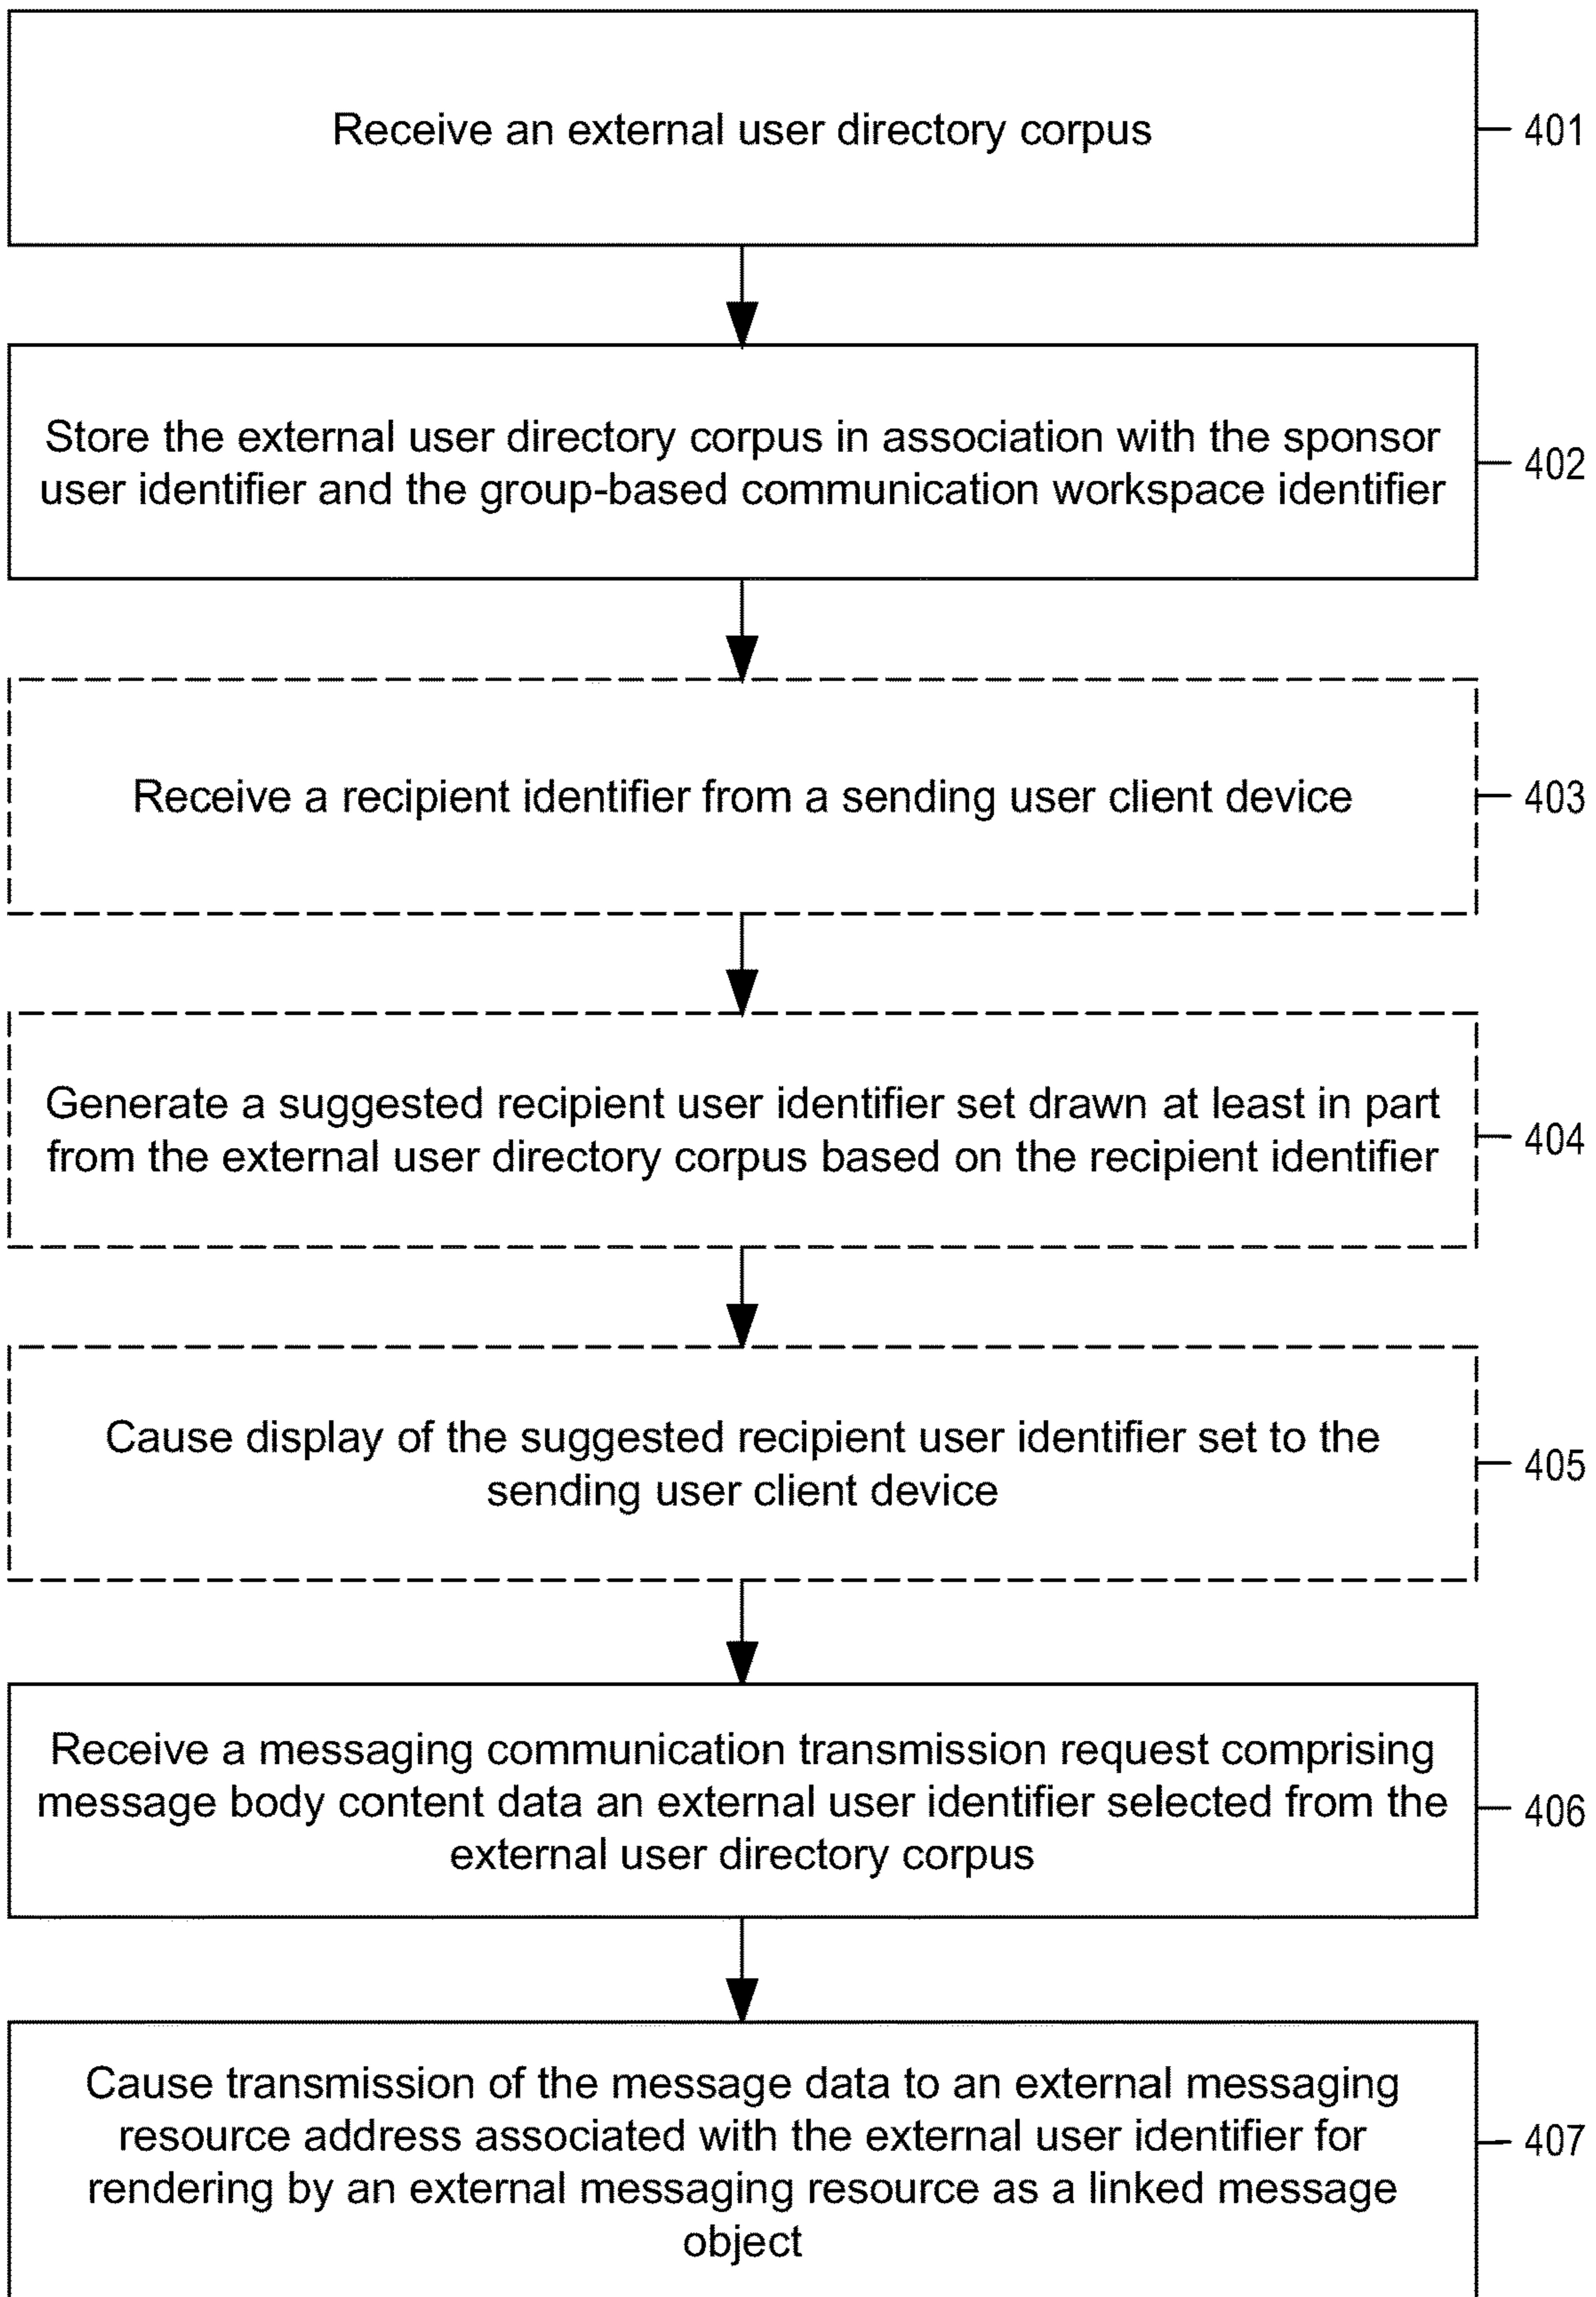 Receive an external user directory corpus
401
Store the external user directory corpus in association with the sponsor
user identifier and the group-based communication workspace identifier
402
Receive a recipient identifier from a sending user client device
403
Generate a suggested recipient user identifier set drawn at least in part
from the external user directory corpus based on the recipient identifier
404
Cause display of the suggested recipient user identifier set to the
sending user client device
405
Receive a messaging communication transmission request comprising
message body content data an external user identifier selected from the
external user directory corpus
406
Cause transmission of the message data to an external messaging
resource address associated with the external user identifier for
rendering by an external messaging resource as a linked message
object
407